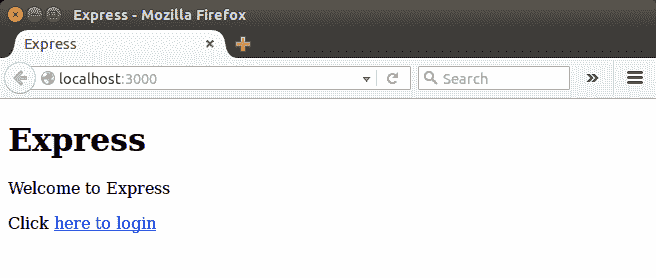 Express - Mozilla Firefox
Express
localhost:3000
Search
Express
Welcome to Express
Click here to login